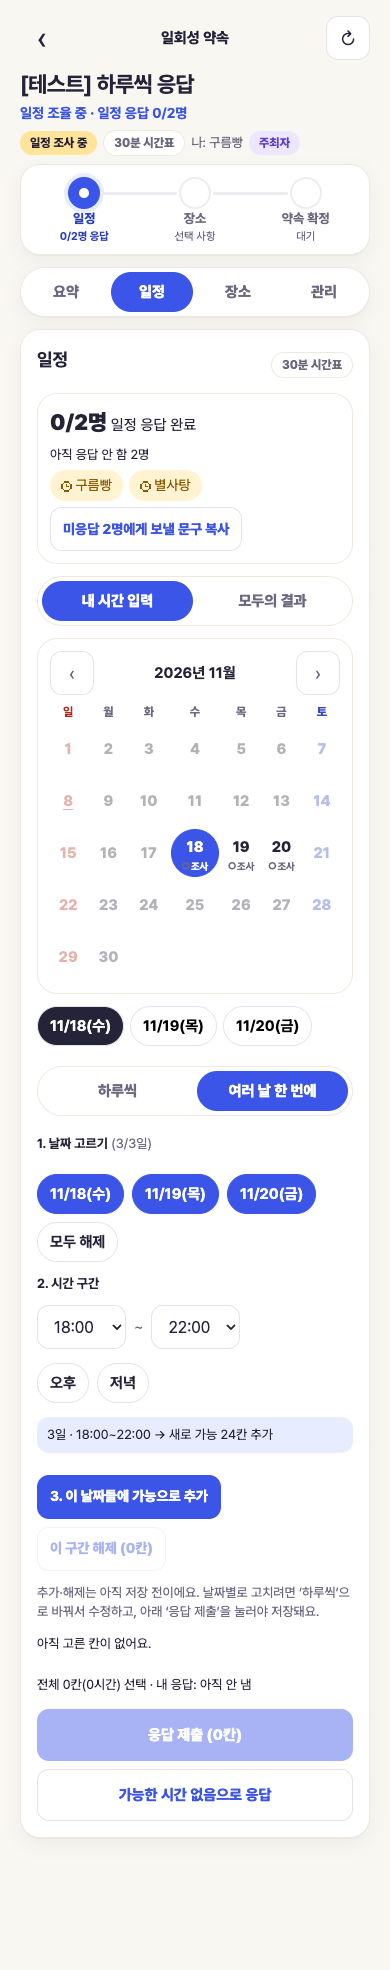 ‹ 일회성 약속 ↻
[테스트] 하루씩 응답
일정 조율 중 · 일정 응답 0/2명
일정 조사 중 30분 시간표 나: 구름빵 주최자
일정 장소 약속 확정
0/2명 응답 선택 사항 대기
요약 일정 장소 관리
일정 30분 시간표
0/2명 일정 응답 완료
아직 응답 안 함 2명
구름빵 별사탕
미응답 2명에게 보낼 문구 복사
내 시간 입력 모두의 결과
‹ 2026년 11월 ›
일 월 화 수 목 금 토
1 2 3 4 5 6 7
8 9 10 11 12 13 14
15 16 17 18 19 20 21
○조사 ○조사 ○조사
22 23 24 25 26 27 28
29 30
11/18(수) 11/19(목) 11/20(금)
하루씩 여러 날 한 번에
1. 날짜 고르기 (3/3일)
11/18(수) 11/19(목) 11/20(금)
모두 해제
2. 시간 구간
18:00 ~ 22:00
오후 저녁
3일 · 18:00~22:00 → 새로 가능 24칸 추가
3. 이 날짜들에 가능으로 추가
이 구간 해제 (0칸)
추가·해제는 아직 저장 전이에요. 날짜별로 고치려면 ‘하루씩’으
로 바꿔서 수정하고, 아래 ‘응답 제출’을 눌러야 저장돼요.
아직 고른 칸이 없어요.
전체 0칸(0시간) 선택 · 내 응답: 아직 안 냄
응답 제출 (0칸)
가능한 시간 없음으로 응답